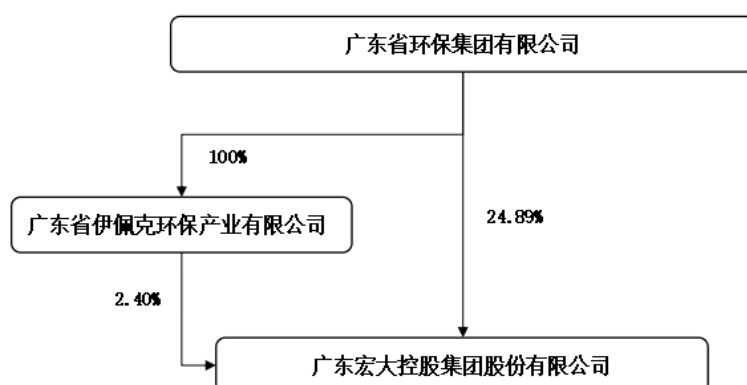 广东省环保集团有限公司
100%
广东省伊佩克环保产业有限公司
24.89%
2.40%
广东宏大控股集团股份有限公司